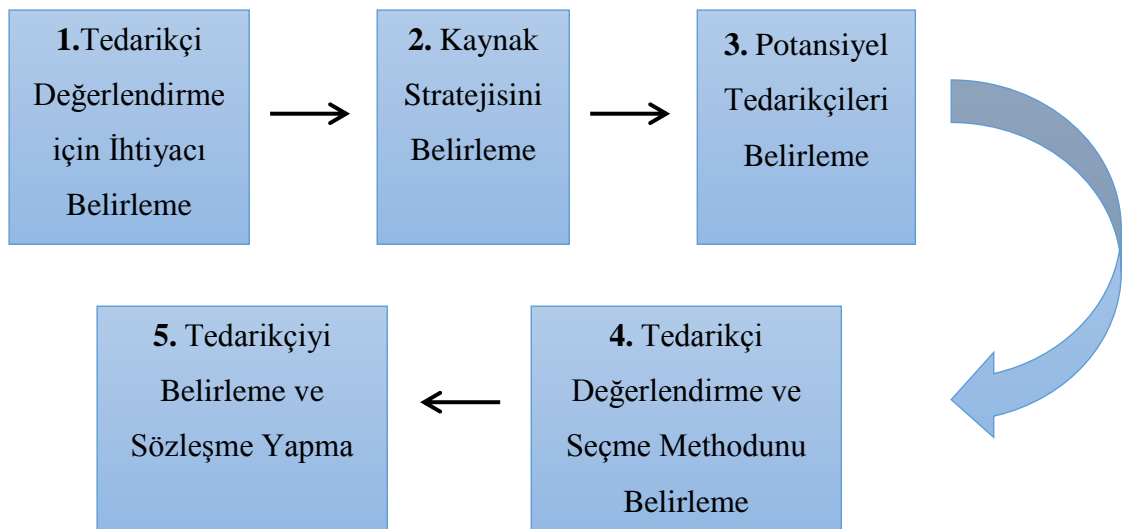 1.Tedarikçi
Değerlendirme
için İhtiyacı
Belirleme
2. Kaynak
Stratejisini
Belirleme
3. Potansiyel
Tedarikçileri
Belirleme
4. Tedarikçi
Değerlendirme ve
Seçme Methodunu
Belirleme
5. Tedarikçiyi
Belirleme ve
Sözleşme Yapma